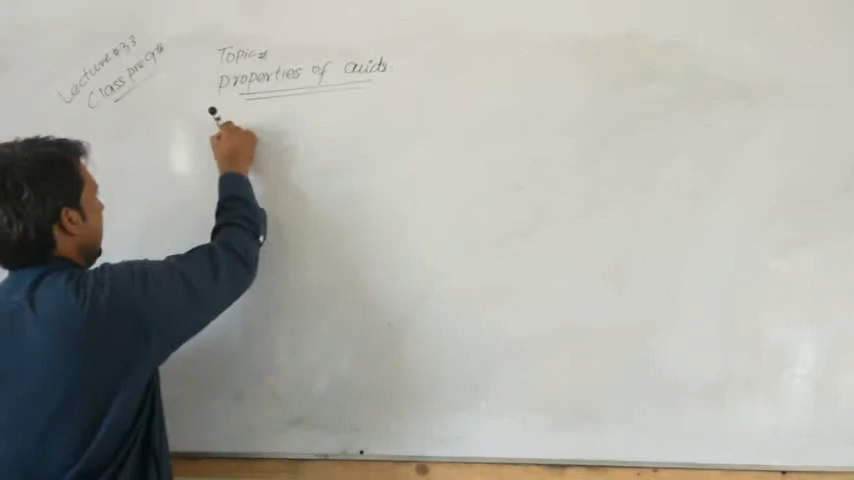 Lecture #33
Class pre 9th
Topic#
properties of acids.